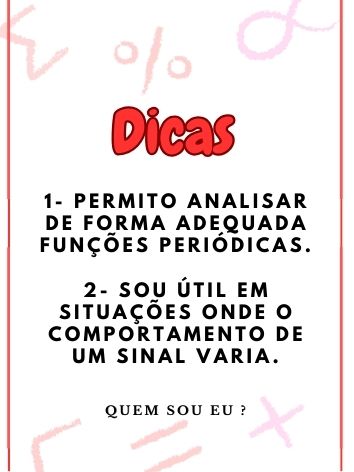 Dicas
1- PERMITO ANALISAR
DE FORMA ADEQUADA
FUNÇÕES PERIÓDICAS.
2- SOU ÚTIL EM
SITUAÇÕES ONDE O
COMPORTAMENTO DE
UM SINAL VARIA.
QUEM SOU EU ?